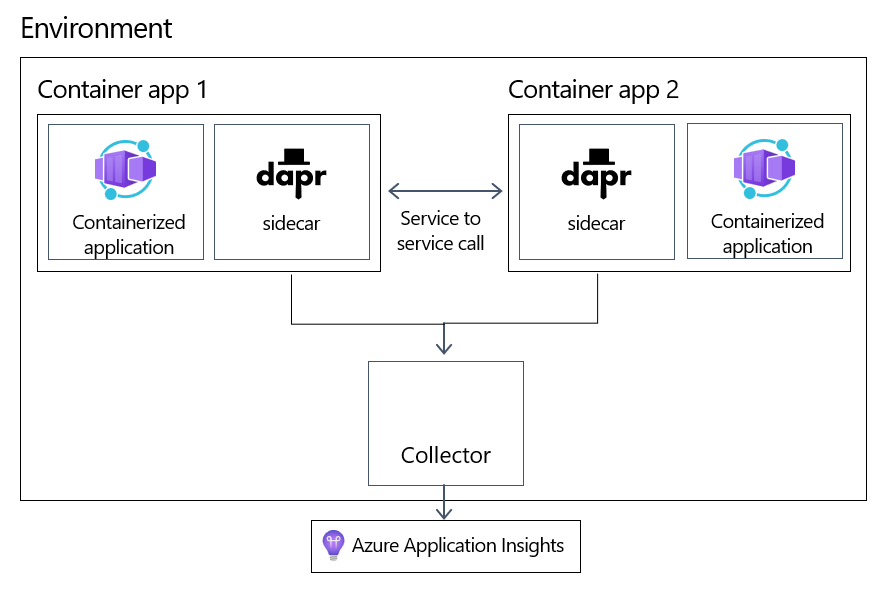 Environment
Container app 1
Containerized
application
dapr
sidecar
Service to
service call
Container app 2
dapr
sidecar
Containerized
application
Collector
Azure Application Insights